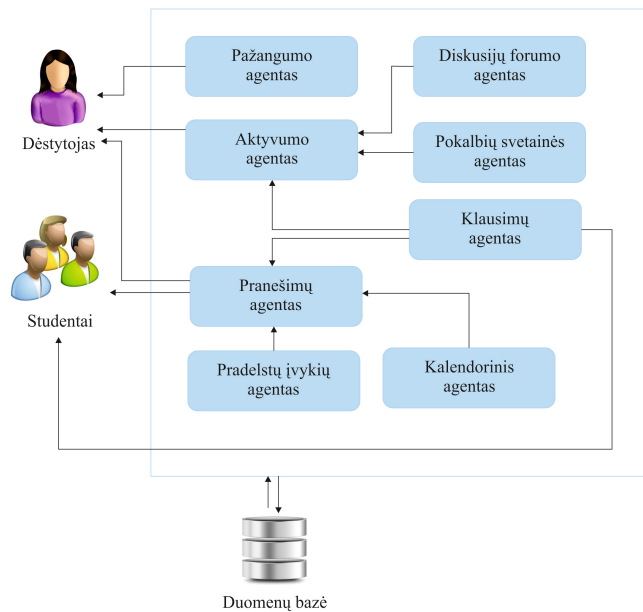 Pažangumo
agentas
Diskusijų forumo
agentas
Dėstytojas
Aktyvumo
agentas
Pokalbių svetainės
agentas
Klausimų
agentas
Studentai
Pranešimų
agentas
Pradelstų įvykių
agentas
Kalendorinis
agentas
Duomenų bazė